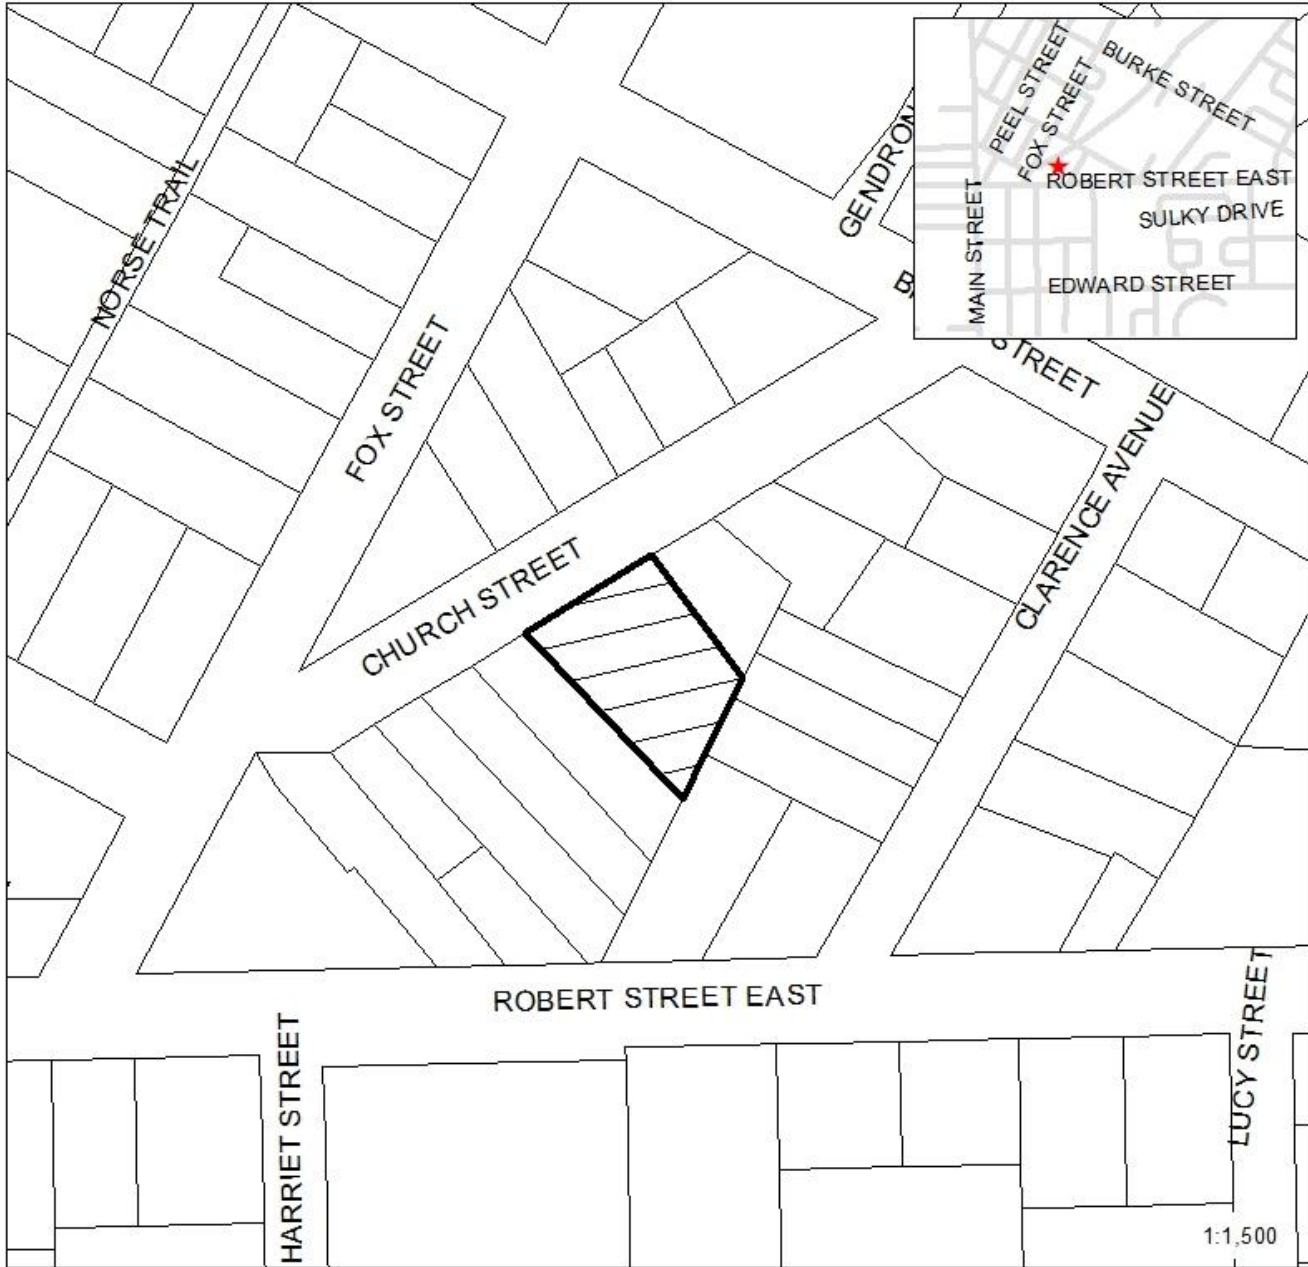 PEEL STREET
FOX STREET
BURKE STREET
ROBERT STREET EAST
SULKY DRIVE
MAIN STREET
EDWARD STREET
NORSE TRAIL
GENDRON
STREET
FOX STREET
CLARENCE AVENUE
CHURCH STREET
ROBERT STREET EAST
HARRIET STREET
LUCY STREET
1:1,500